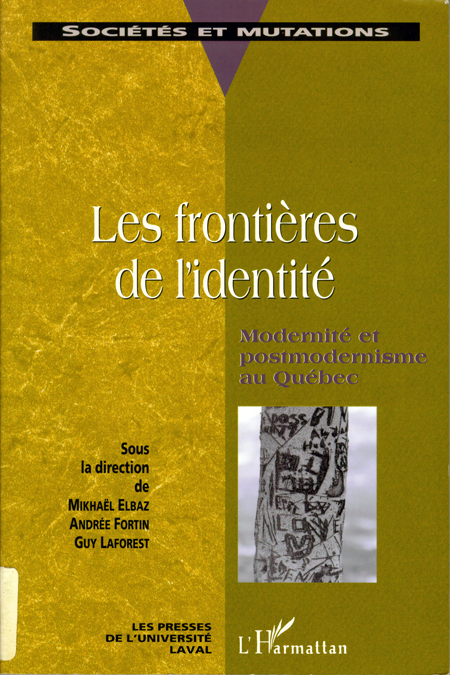 SOCIÉTÉS ET MUTATIONS
Les frontières
de l'identité
Modernité et
postmodernisme
au Québec
Sous
la direction
de
MIKHAËL ELBAZ
ANDRÉE FORTIN
GUY LAFOREST
LES PRESSES
DE L'UNIVERSITÉ
LAVAL
L'Harmattan